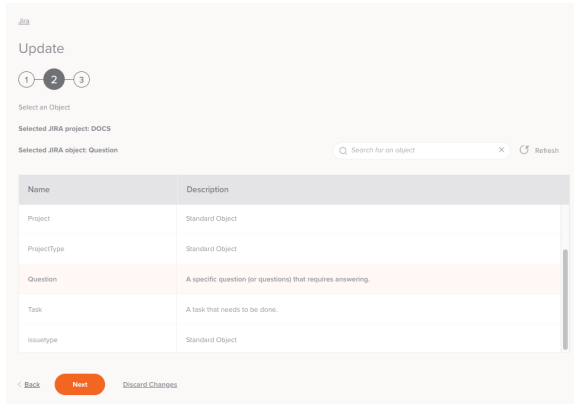 Jira
Update
1 2 3
Select an Object
Selected JIRA project: DOCS
Selected JIRA object: Question
Search for an object
Refresh
Name Description
Project Standard Object
ProjectType Standard Object
Question A specific question (or questions) that requires answering.
Task A task that needs to be done.
issuetype Standard Object
< Back Next Discard Changes